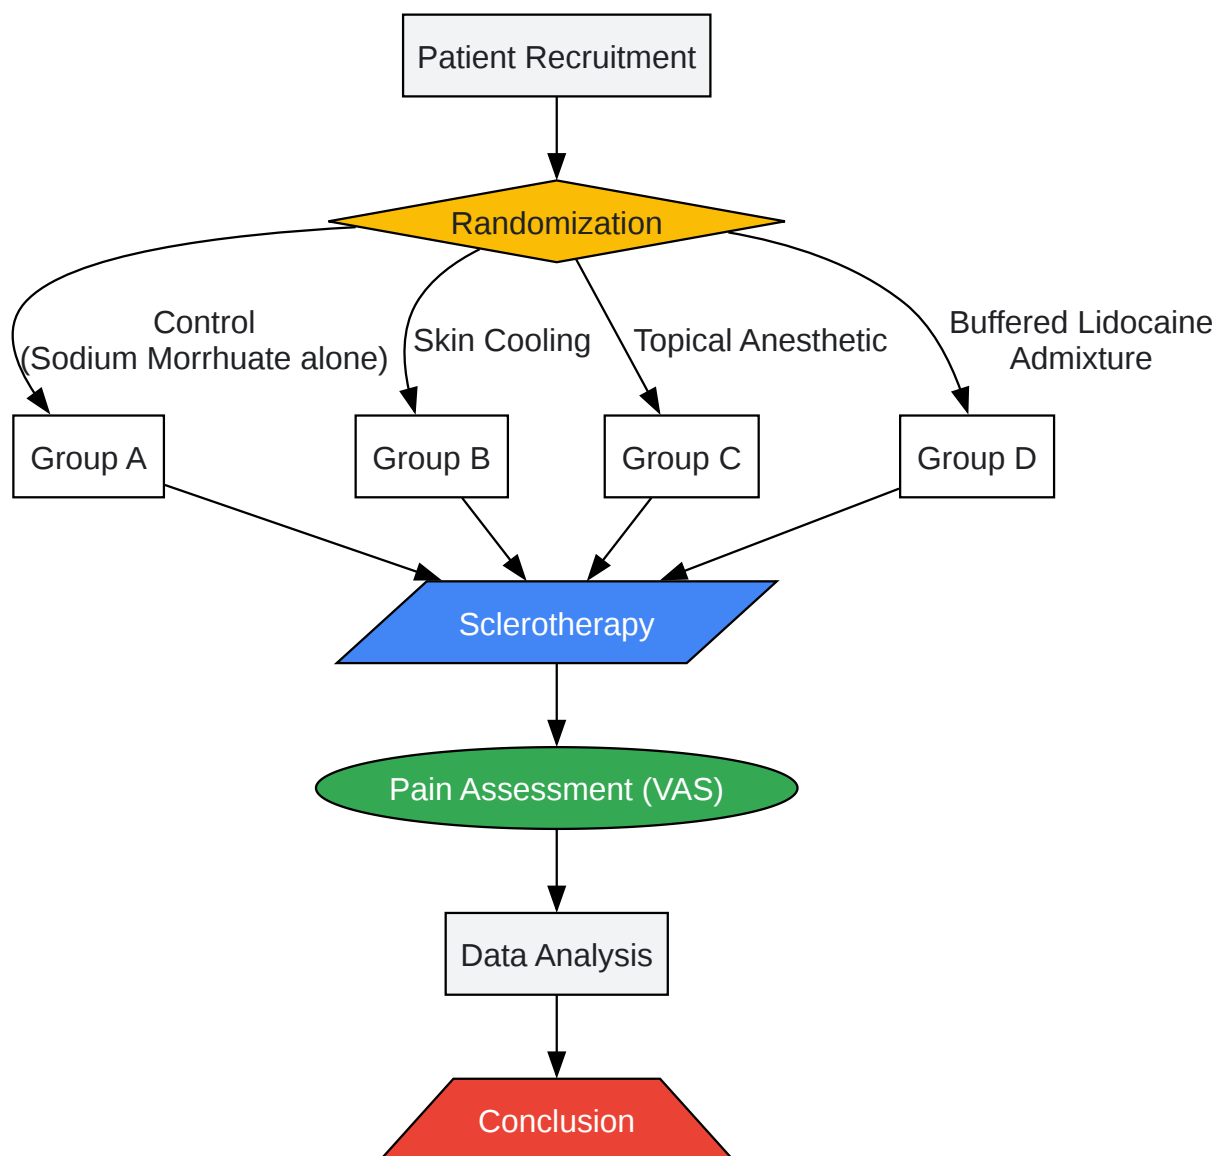 Patient Recruitment
Randomization
Control
(Sodium Morrhuate alone)
Skin Cooling
Topical Anesthetic
Buffered Lidocaine
Admixture
Group A
Group B
Group C
Group D
Sclerotherapy
Pain Assessment (VAS)
Data Analysis
Conclusion